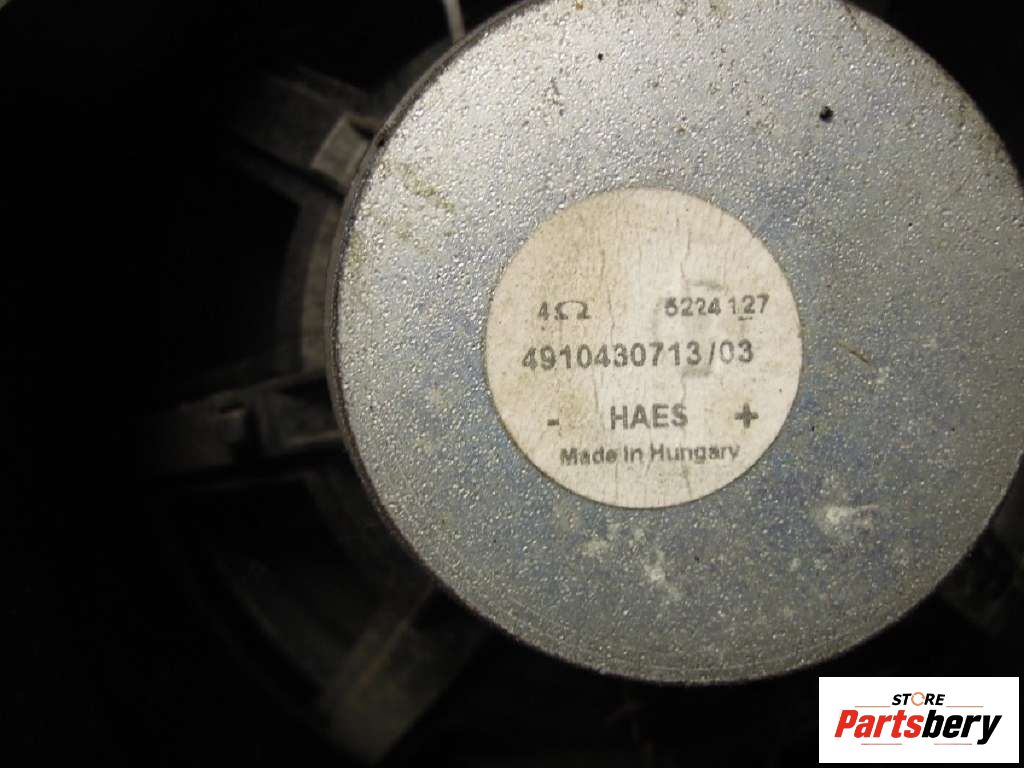 4Ω 5224 127
4910430713/03
- HAES +
Made in Hungary
STORE
Partsbery